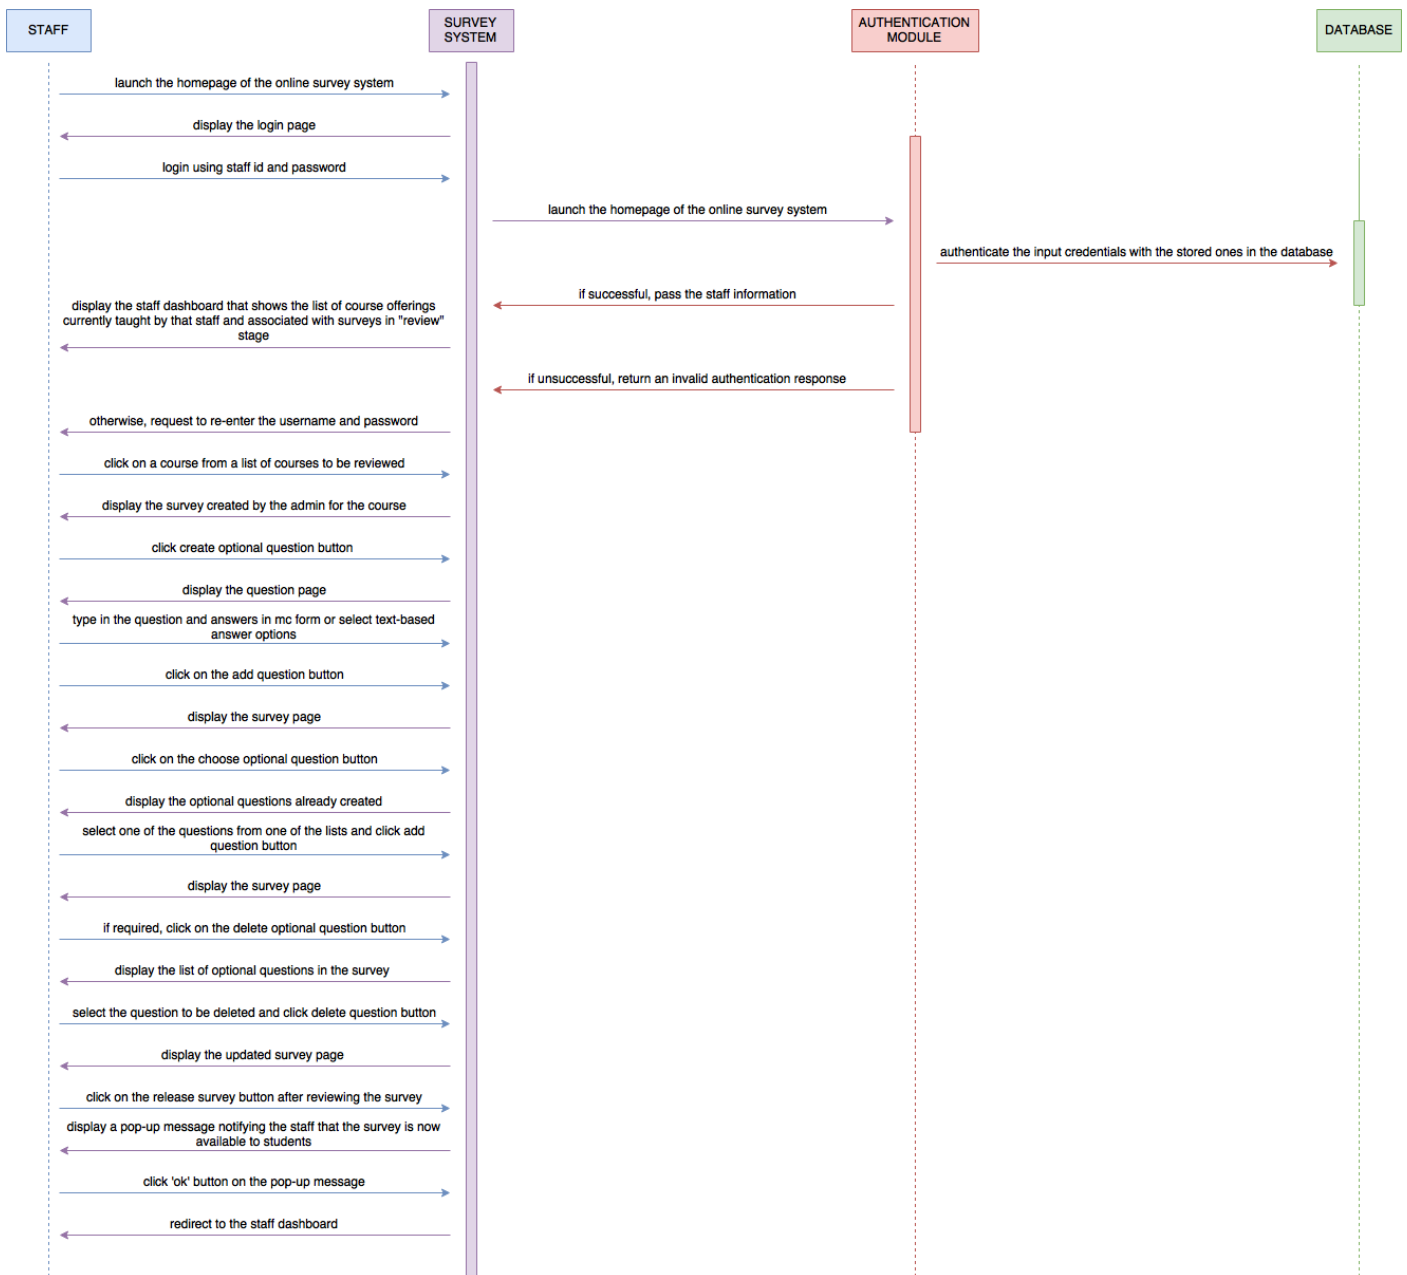 STAFF
SURVEY
SYSTEM
AUTHENTICATION
MODULE
DATABASE
launch the homepage of the online survey system
display the login page
login using staff id and password
launch the homepage of the online survey system
authenticate the input credentials with the stored ones in the database
if successful, pass the staff information
display the staff dashboard that shows the list of course offerings
currently taught by that staff and associated with surveys in "review"
stage
if unsuccessful, return an invalid authentication response
otherwise, request to re-enter the username and password
click on a course from a list of courses to be reviewed
display the survey created by the admin for the course
click create optional question button
display the question page
type in the question and answers in mc form or select text-based
answer options
click on the add question button
display the survey page
click on the choose optional question button
display the optional questions already created
select one of the questions from one of the lists and click add
question button
display the survey page
if required, click on the delete optional question button
display the list of optional questions in the survey
select the question to be deleted and click delete question button
display the updated survey page
click on the release survey button after reviewing the survey
display a pop-up message notifying the staff that the survey is now
available to students
click 'ok' button on the pop-up message
redirect to the staff dashboard